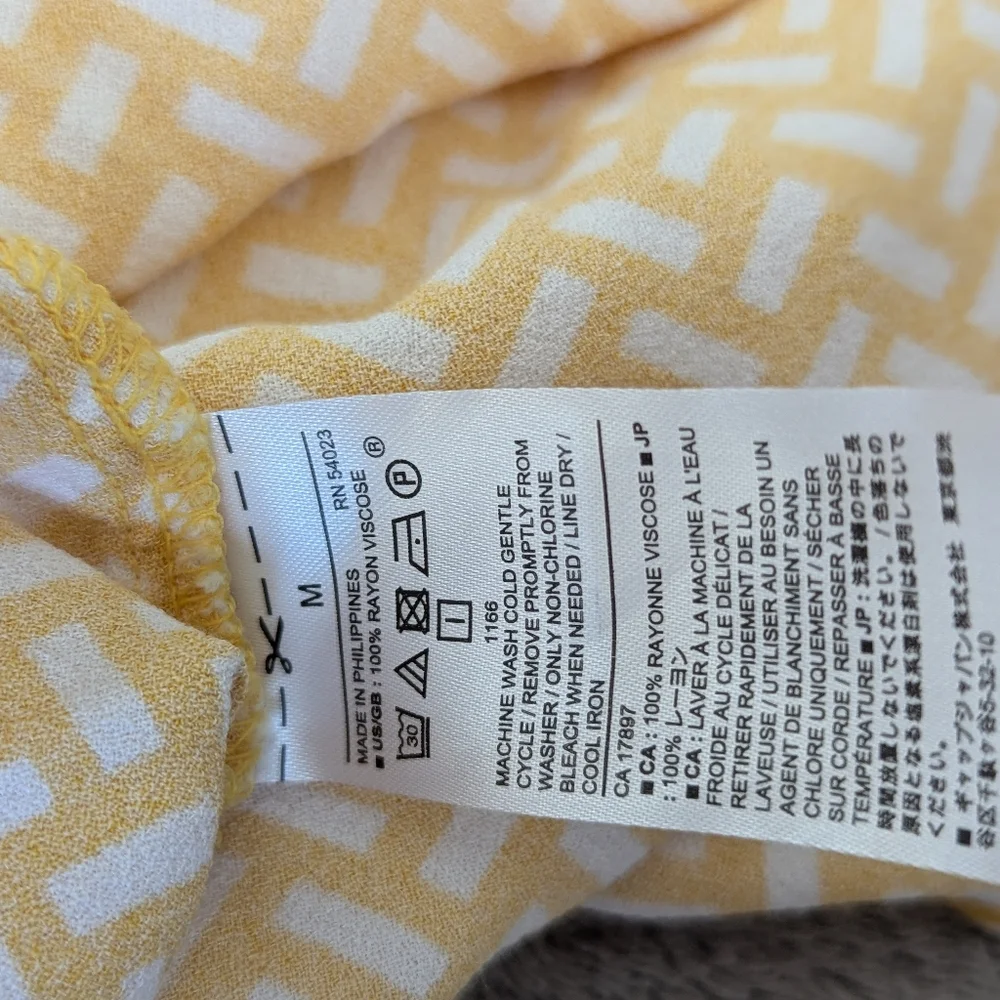 M
RN 54023
MADE IN PHILIPPINES
■ US/GB : 100% RAYON VISCOSE
®
30
P
1166
MACHINE WASH COLD GENTLE
CYCLE / REMOVE PROMPTLY FROM
WASHER / ONLY NON-CHLORINE
BLEACH WHEN NEEDED / LINE DRY /
COOL IRON
CA 17897
■ CA : 100% RAYONNE VISCOSE ■ JP
: 100% レーヨン
■ CA : LAVER À LA MACHINE À L'EAU
FROIDE AU CYCLE DÉLICAT /
RETIRER RAPIDEMENT DE LA
LAVEUSE / UTILISER AU BESOIN UN
AGENT DE BLANCHIMENT SANS
CHLORE UNIQUEMENT / SÉCHER
SUR CORDE / REPASSER À BASSE
TEMPÉRATURE ■ JP : 洗濯機の中に長
時間放置しないでください。 / 色落ちの
原因となる塩素系漂白剤は使用しないで
ください。
■ ギャップジャパン株式会社 東京都渋
谷区千駄ヶ谷5-32-10